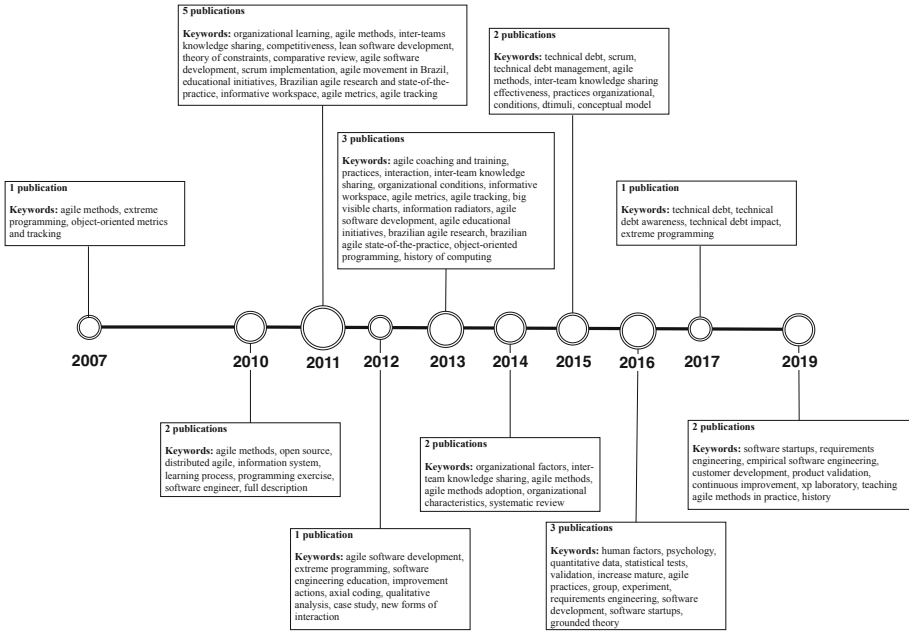 5 publications
Keywords: organizational learning, agile methods, inter-teams
knowledge sharing, competitiveness, lean software development,
theory of constraints, comparative review, agile software
development, scrum implementation, agile movement in Brazil,
educational initiatives, Brazilian agile research and state-of-the-
practice, informative workspace, agile metrics, agile tracking
2 publications
Keywords: technical debt, scrum,
technical debt management, agile
methods, inter-team knowledge sharing
effectiveness, practices organizational,
conditions, dtimuli, conceptual model
3 publications
Keywords: agile coaching and training,
practices, interaction, inter-team knowledge
sharing, organizational conditions, informative
workspace, agile metrics, agile tracking, big
visible charts, information radiators, agile
software development, agile educational
initiatives, brazilian agile research, brazilian
agile state-of-the-practice, object-oriented
programming, history of computing
1 publication
Keywords: agile methods, extreme
programming, object-oriented metrics
and tracking
1 publication
Keywords: technical debt, technical
debt awareness, technical debt impact,
extreme programming
2007
2010
2011
2012
2013
2014
2015
2016
2017
2019
2 publications
Keywords: agile methods, open source,
distributed agile, information system,
learning process, programming exercise,
software engineer, full description
2 publications
Keywords: organizational factors, inter-
team knowledge sharing, agile methods,
agile methods adoption, organizational
characteristics, systematic review
2 publications
Keywords: software startups, requirements
engineering, empirical software engineering,
customer development, product validation,
continuous improvement, xp laboratory, teaching
agile methods in practice, history
1 publication
Keywords: agile software development,
extreme programming, software
engineering education, improvement
actions, axial coding, qualitative
analysis, case study, new forms of
interaction
3 publications
Keywords: human factors, psychology,
quantitative data, statistical tests,
validation, increase mature, agile
practices, group, experiment,
requirements engineering, software
development, software startups,
grounded theory